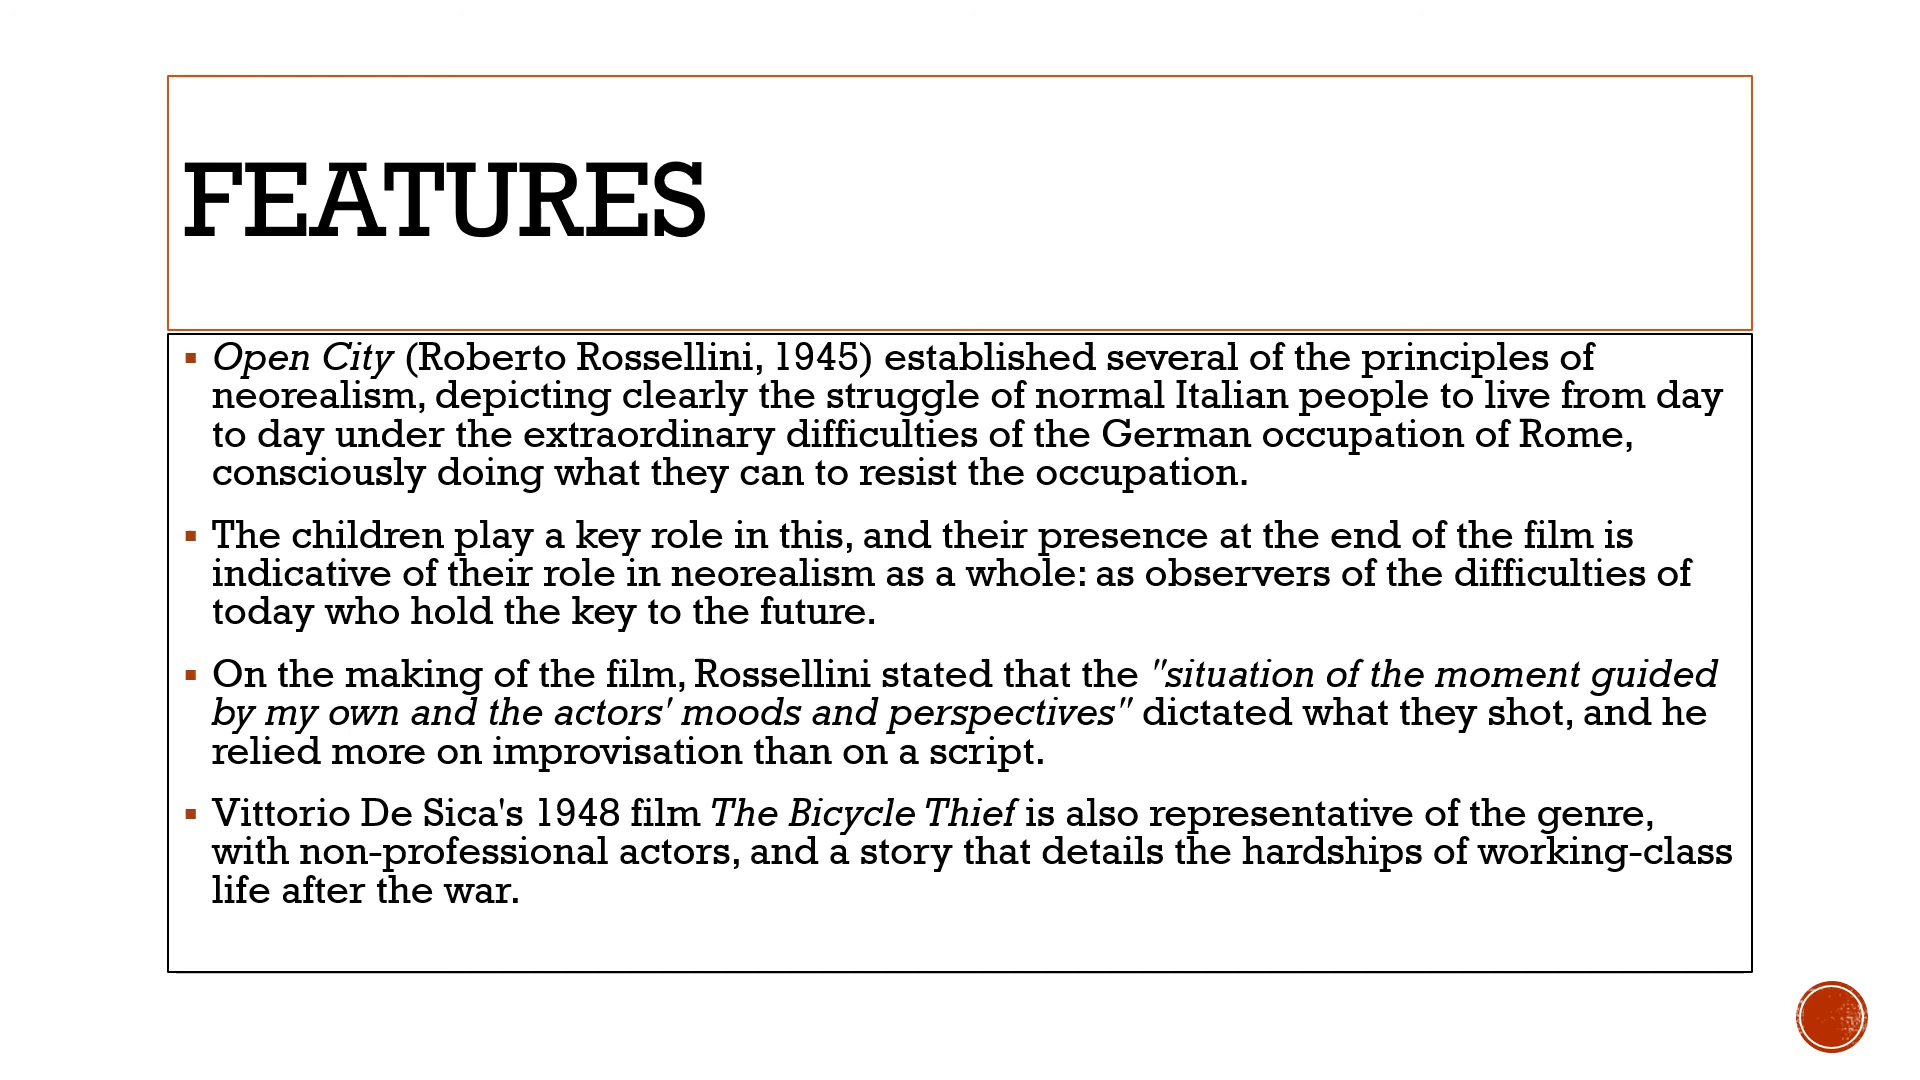 FEATURES
▪ Open City (Roberto Rossellini, 1945) established several of the principles of
neorealism, depicting clearly the struggle of normal Italian people to live from day
to day under the extraordinary difficulties of the German occupation of Rome,
consciously doing what they can to resist the occupation.
▪ The children play a key role in this, and their presence at the end of the film is
indicative of their role in neorealism as a whole: as observers of the difficulties of
today who hold the key to the future.
▪ On the making of the film, Rossellini stated that the "situation of the moment guided
by my own and the actors' moods and perspectives" dictated what they shot, and he
relied more on improvisation than on a script.
▪ Vittorio De Sica's 1948 film The Bicycle Thief is also representative of the genre,
with non-professional actors, and a story that details the hardships of working-class
life after the war.